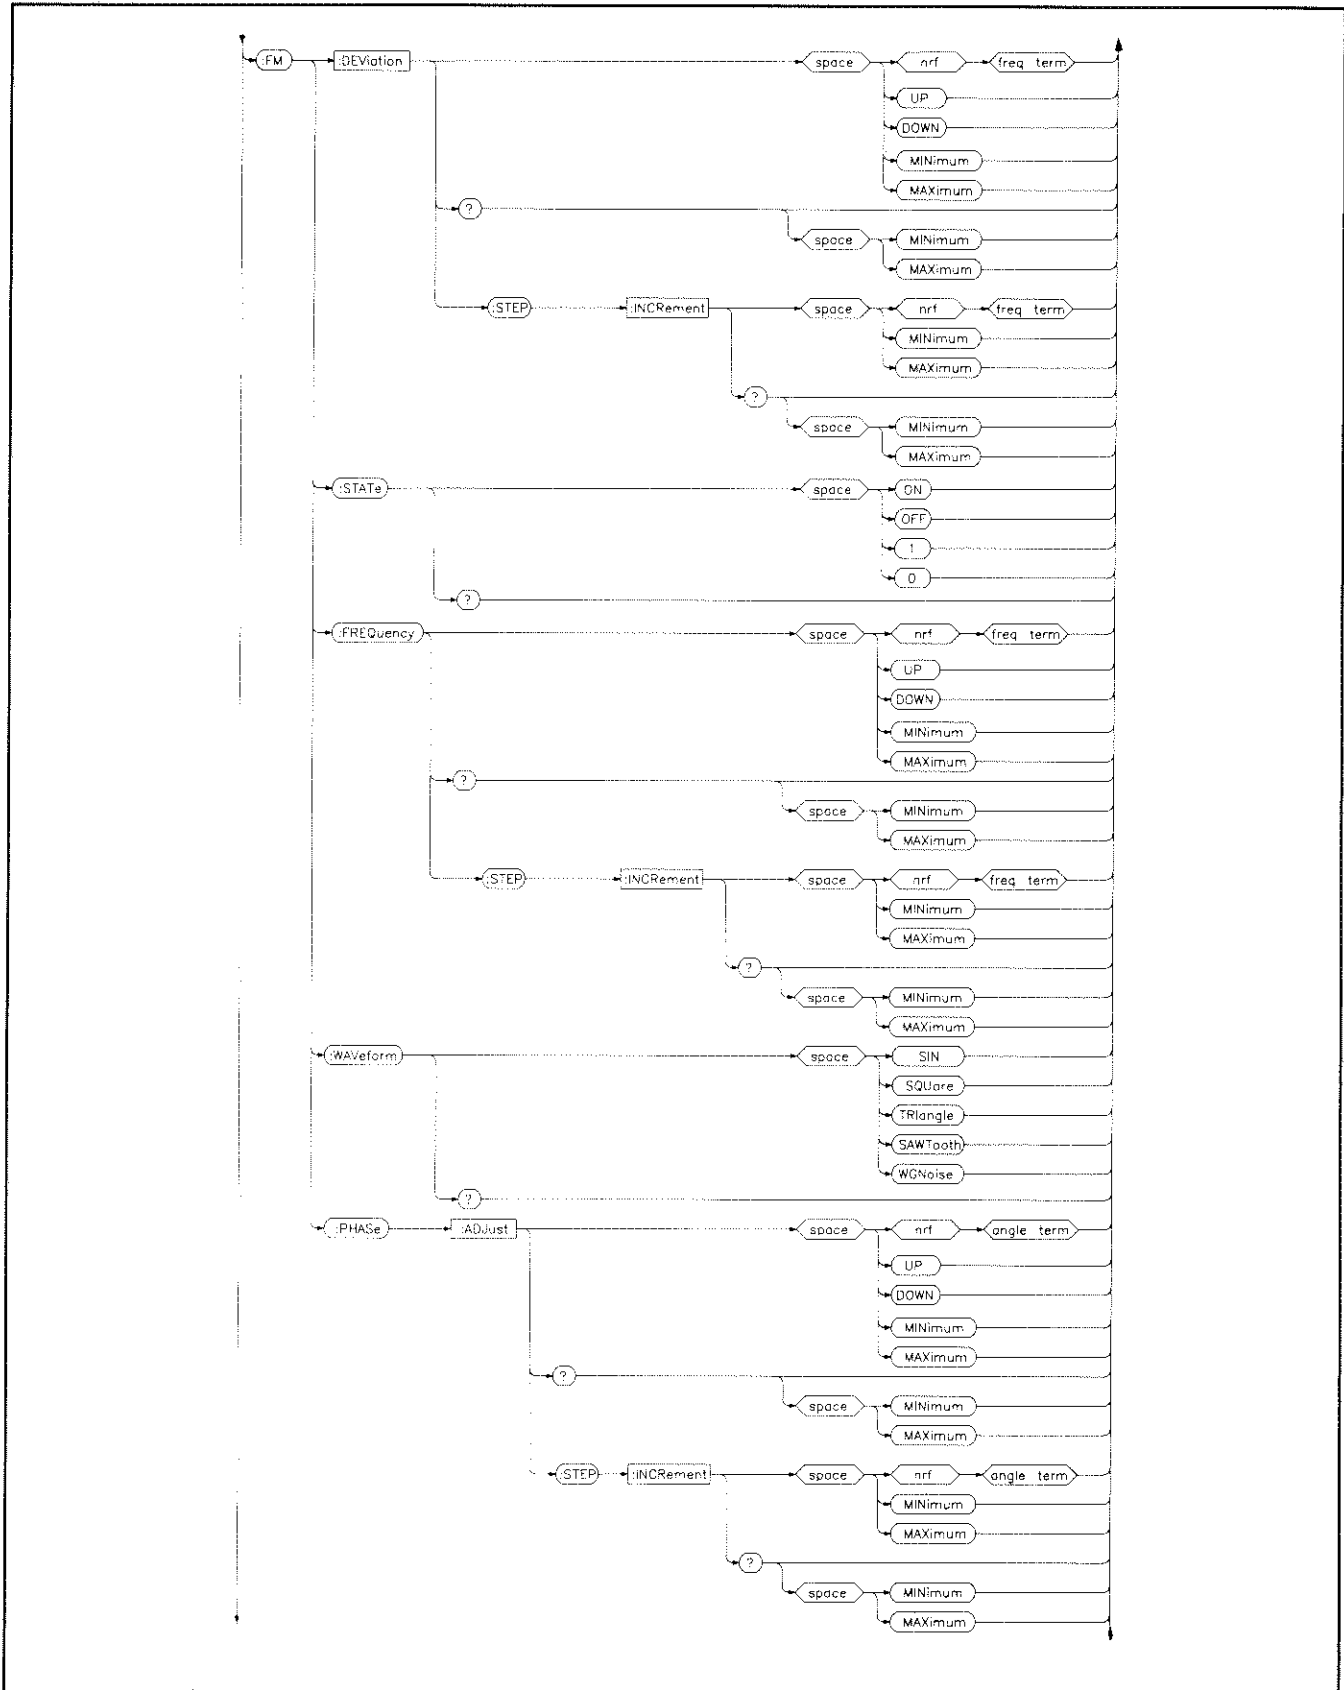 :FM :DEViation space nrf freq term
UP
DOWN
MINimum
MAXimum
?
space MINimum
MAXimum
:STEP :INCRement space nrf freq term
MINimum
MAXimum
?
space MINimum
MAXimum
:STATe space ON
OFF
1
0
?
:FREQuency space nrf freq term
UP
DOWN
MINimum
MAXimum
?
space MINimum
MAXimum
:STEP :INCRement space nrf freq term
MINimum
MAXimum
?
space MINimum
MAXimum
:WAVeform space SIN
SQUare
TRIangle
SAWTooth
WGNoise
?
:PHASe :ADJust space nrf angle term
UP
DOWN
MINimum
MAXimum
?
space MINimum
MAXimum
:STEP :INCRement space nrf angle term
MINimum
MAXimum
?
space MINimum
MAXimum